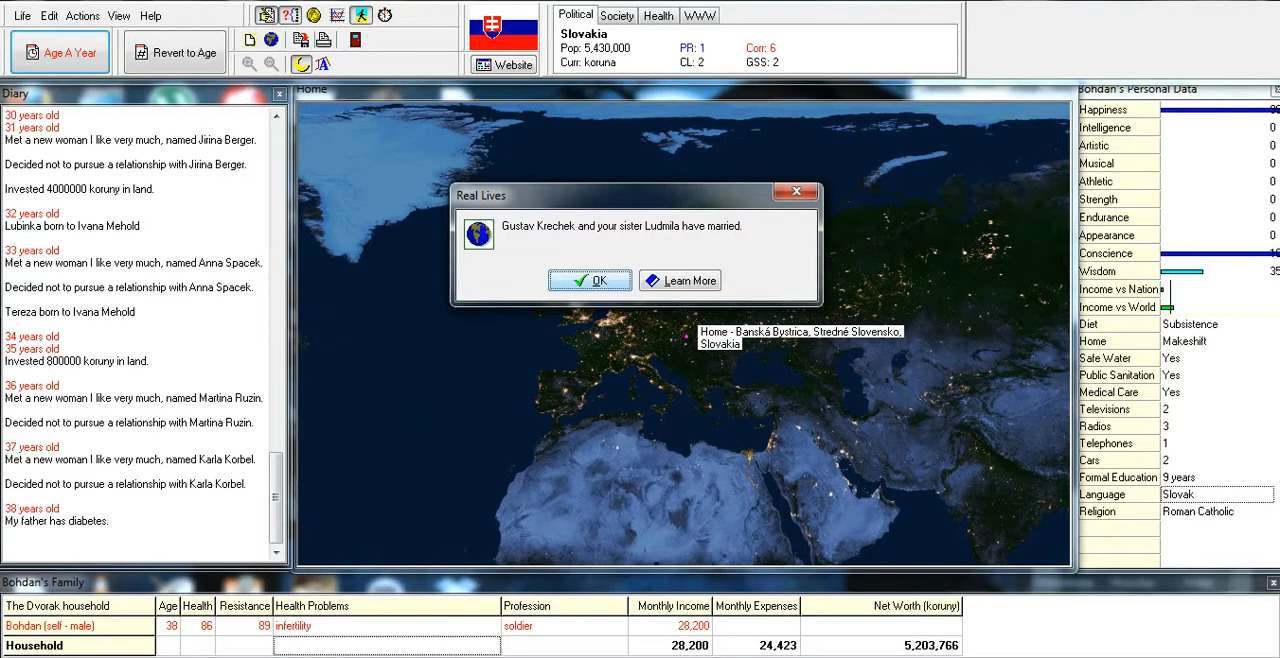 Life Edit Actions View Help
Age A Year
Revert to Age
Website
Political Society Health WWW
Slovakia
Pop: 5,430,000 PR: 1 Corr: 6
Curr: koruna CL: 2 GSS: 2
Diary
30 years old
31 years old
Met a new woman I like very much, named Jirina Berger.
Decided not to pursue a relationship with Jirina Berger.
Invested 4000000 koruny in land.
32 years old
Lubinka born to Ivana Mehold
33 years old
Met a new woman I like very much, named Anna Spacek.
Decided not to pursue a relationship with Anna Spacek.
Tereza born to Ivana Mehold
34 years old
35 years old
Invested 800000 koruny in land.
36 years old
Met a new woman I like very much, named Martina Ruzin.
Decided not to pursue a relationship with Martina Ruzin.
37 years old
Met a new woman I like very much, named Karla Korbel.
Decided not to pursue a relationship with Karla Korbel.
38 years old
My father has diabetes.
Home
Real Lives
Gustav Krechek and your sister Ludmila have married.
OK
Learn More
Home - Banská Bystrica, Stredné Slovensko,
Slovakia
Bohdan's Personal Data
Happiness
Intelligence 0
Artistic 0
Musical 0
Athletic 0
Strength 0
Endurance 0
Appearance 0
Conscience
Wisdom 35
Income vs Nation
Income vs World
Diet Subsistence
Home Makeshift
Safe Water Yes
Public Sanitation Yes
Medical Care Yes
Televisions 2
Radios 3
Telephones 1
Cars 2
Formal Education 9 years
Language Slovak
Religion Roman Catholic
Bohdan's Family
The Dvorak household Age Health Resistance Health Problems Profession Monthly Income Monthly Expenses Net Worth (koruny)
Bohdan (self - male) 38 86 89 infertility soldier 28,200
Household 28,200 24,423 5,203,766